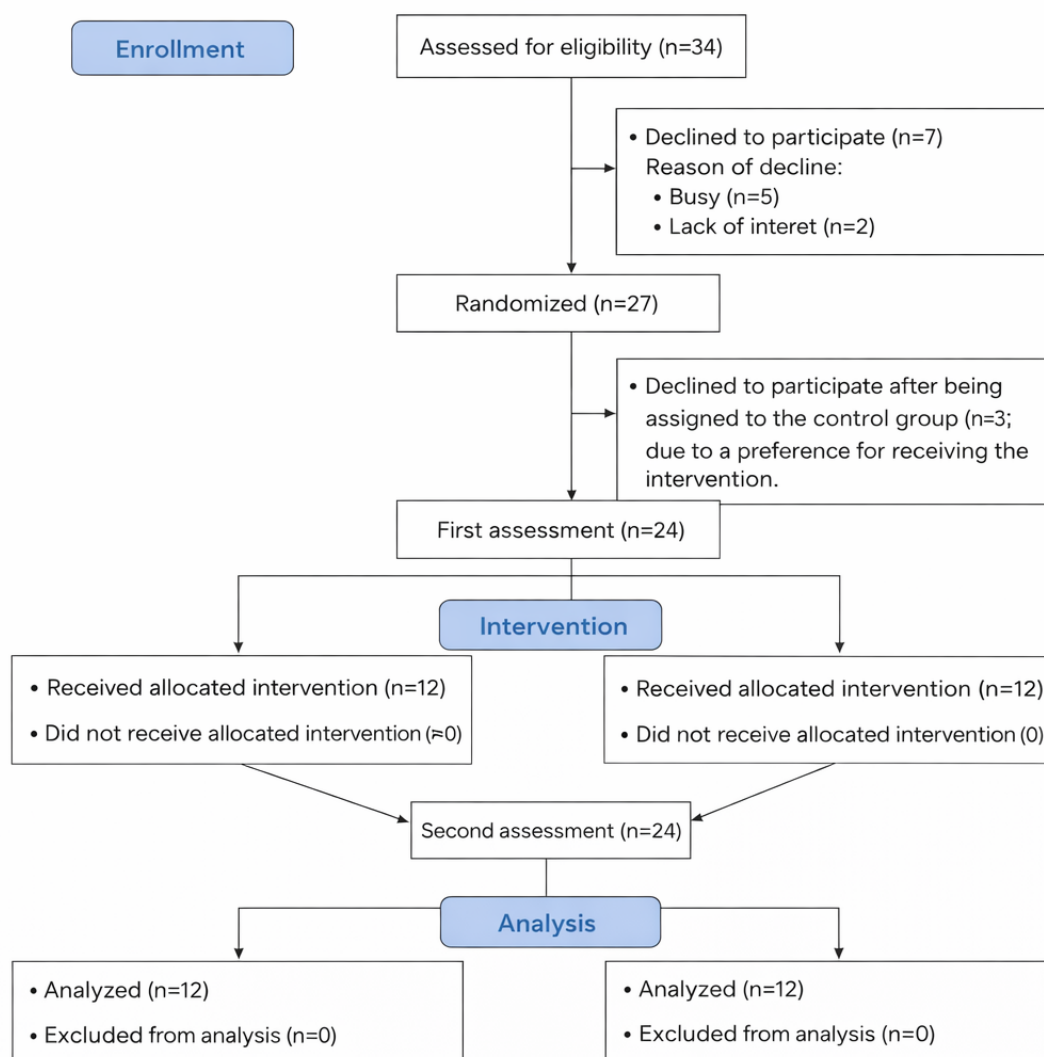 Enrollment
Assessed for eligibility (n=34)
• Declined to participate (n=7)
Reason of decline:
• Busy (n=5)
• Lack of interet (n=2)
Randomized (n=27)
• Declined to participate after being
assigned to the control group (n=3;
due to a preference for receiving the
intervention.
First assessment (n=24)
Intervention
• Received allocated intervention (n=12)
• Did not receive allocated intervention (=0)
• Received allocated intervention (n=12)
• Did not receive allocated intervention (0)
Second assessment (n=24)
Analysis
• Analyzed (n=12)
• Excluded from analysis (n=0)
• Analyzed (n=12)
• Excluded from analysis (n=0)